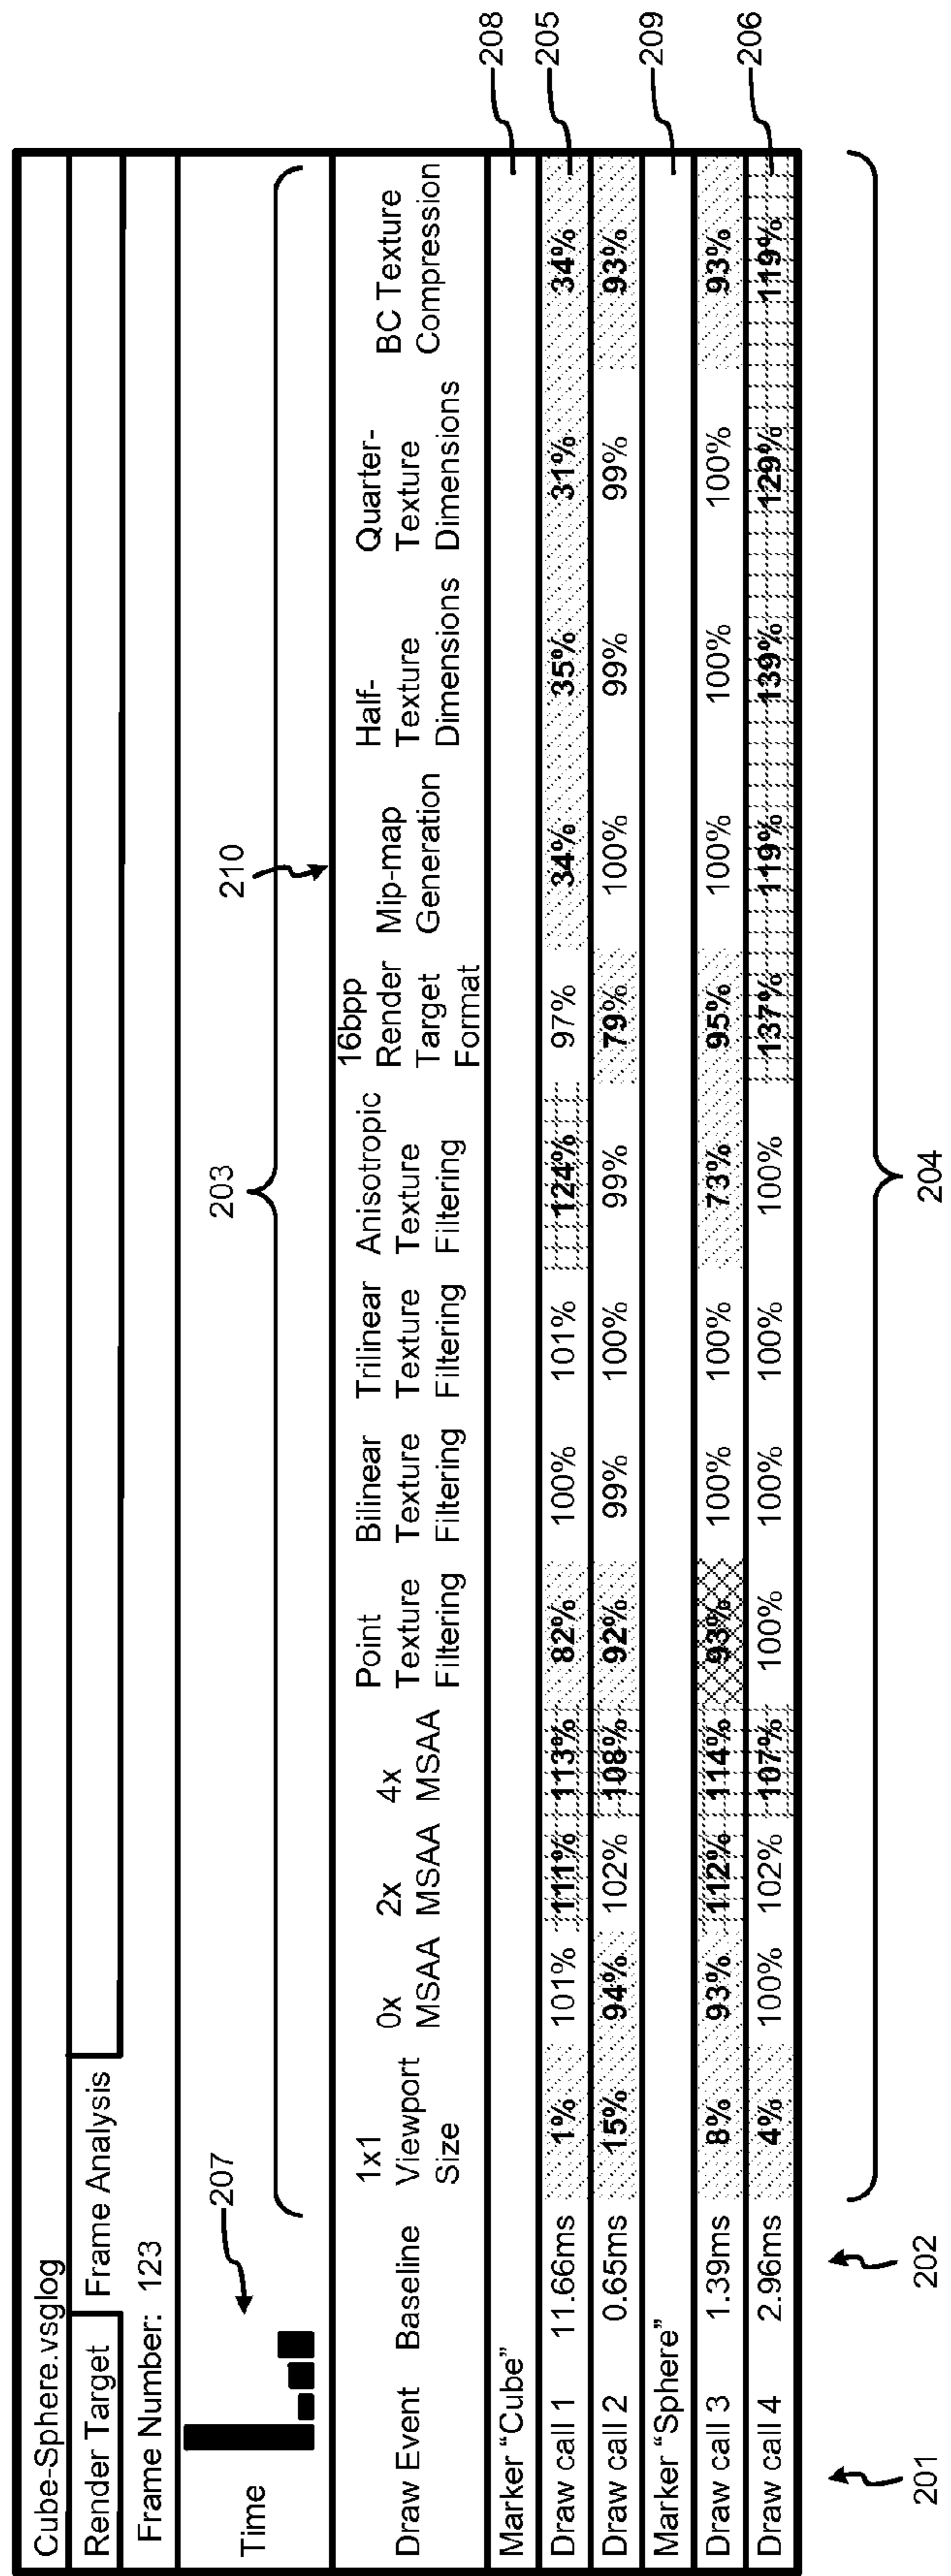 Cube-Sphere.vsglog
Render Target Frame Analysis
Frame Number: 123
Time
207
203
210
Draw Event Baseline 1x1 Viewport Size 0x MSAA 2x MSAA 4x MSAA Point Texture Filtering Bilinear Texture Filtering Trilinear Texture Filtering Anisotropic Texture Filtering 16bpp Render Target Format Mip-map Generation Half-Texture Dimensions Quarter-Texture Dimensions BC Texture Compression
Marker “Cube” 208
Draw call 1 11.66ms 1% 101% 111% 113% 82% 100% 101% 124% 97% 34% 35% 31% 34% 205
Draw call 2 0.65ms 15% 94% 102% 108% 92% 99% 100% 99% 79% 100% 99% 99% 93%
Marker “Sphere” 209
Draw call 3 1.39ms 8% 93% 112% 114% 93% 100% 100% 73% 95% 100% 100% 100% 93%
Draw call 4 2.96ms 4% 100% 102% 107% 100% 100% 100% 100% 137% 119% 139% 129% 119% 206
201
202
204